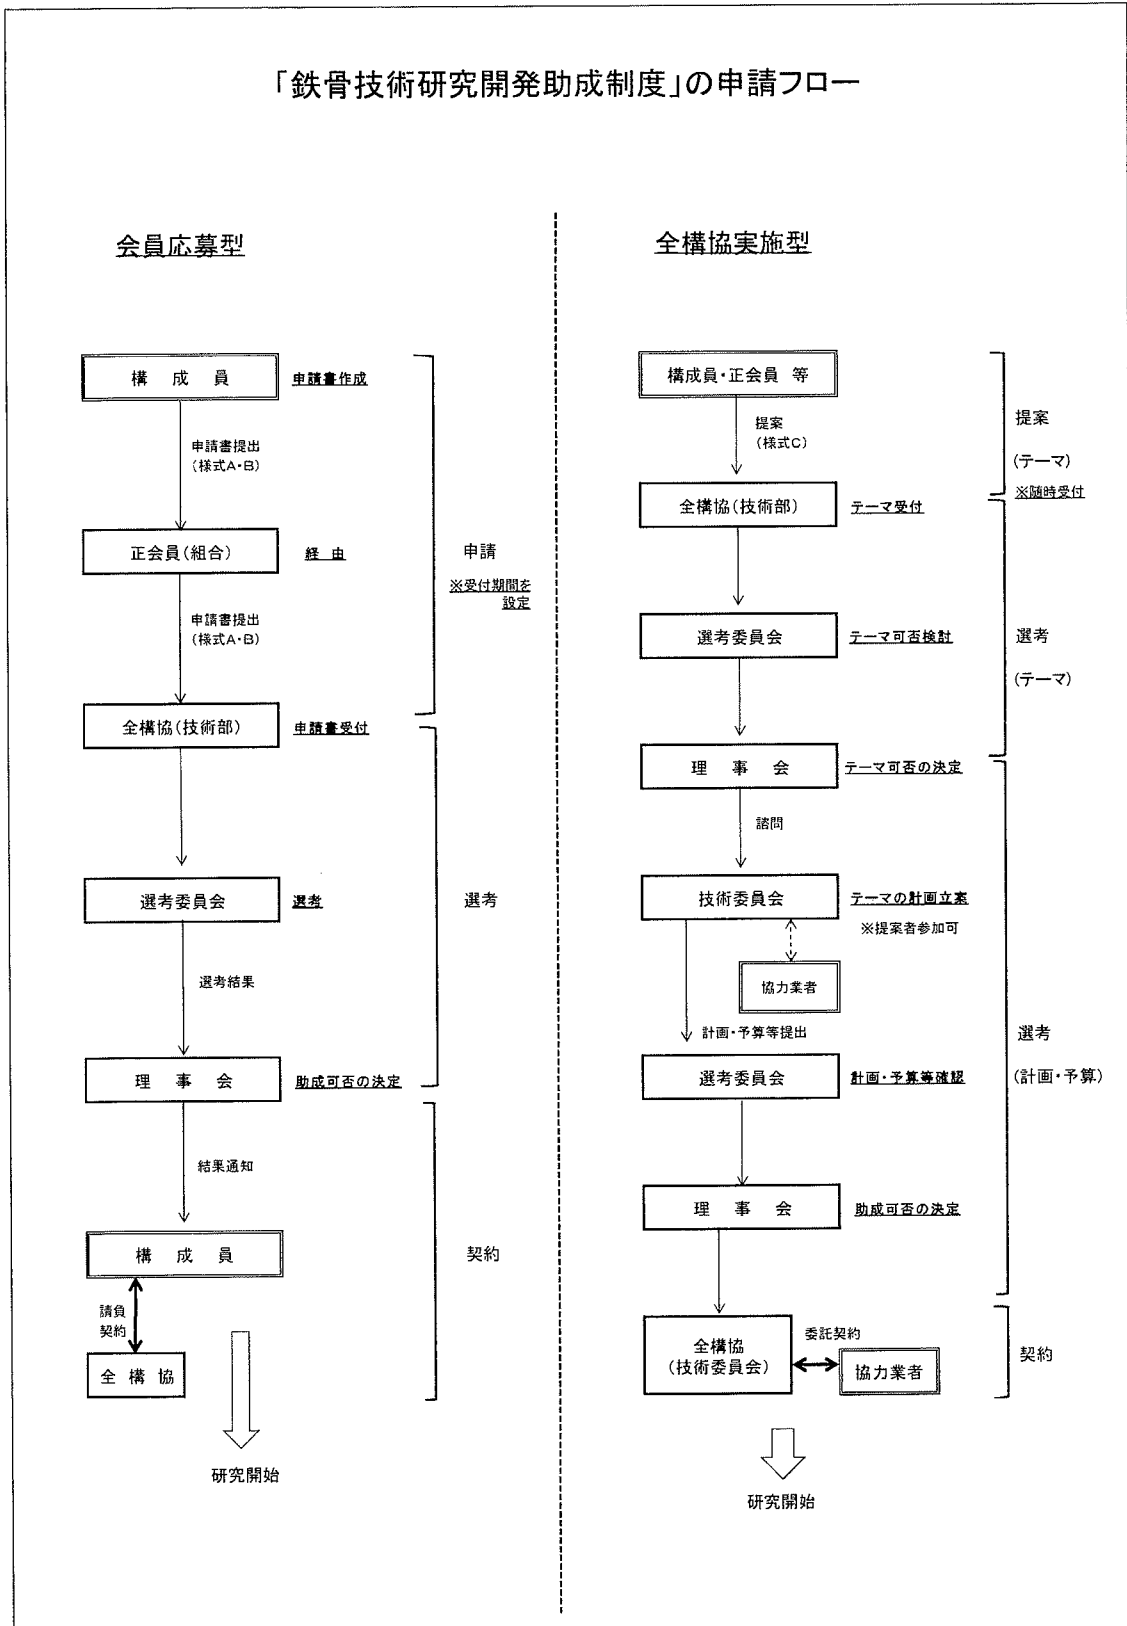 「鉄骨技術研究開発助成制度」の申請フロー
会員応募型
構 成 員
申請書作成
申請書提出
(様式A・B)
正会員(組合)
経 由
申請書提出
(様式A・B)
全構協(技術部)
申請書受付
選考委員会
選考
選考結果
理 事 会
助成可否の決定
結果通知
構 成 員
請負
契約
全 構 協
研究開始
申請
※受付期間を
設定
選考
契約
全構協実施型
構成員・正会員 等
提案
(様式C)
全構協(技術部)
テーマ受付
選考委員会
テーマ可否検討
理 事 会
テーマ可否の決定
諮問
技術委員会
テーマの計画立案
※提案者参加可
協力業者
計画・予算等提出
選考委員会
計画・予算等確認
理 事 会
助成可否の決定
全構協
(技術委員会)
委託契約
協力業者
研究開始
提案
(テーマ)
※随時受付
選考
(テーマ)
選考
(計画・予算)
契約